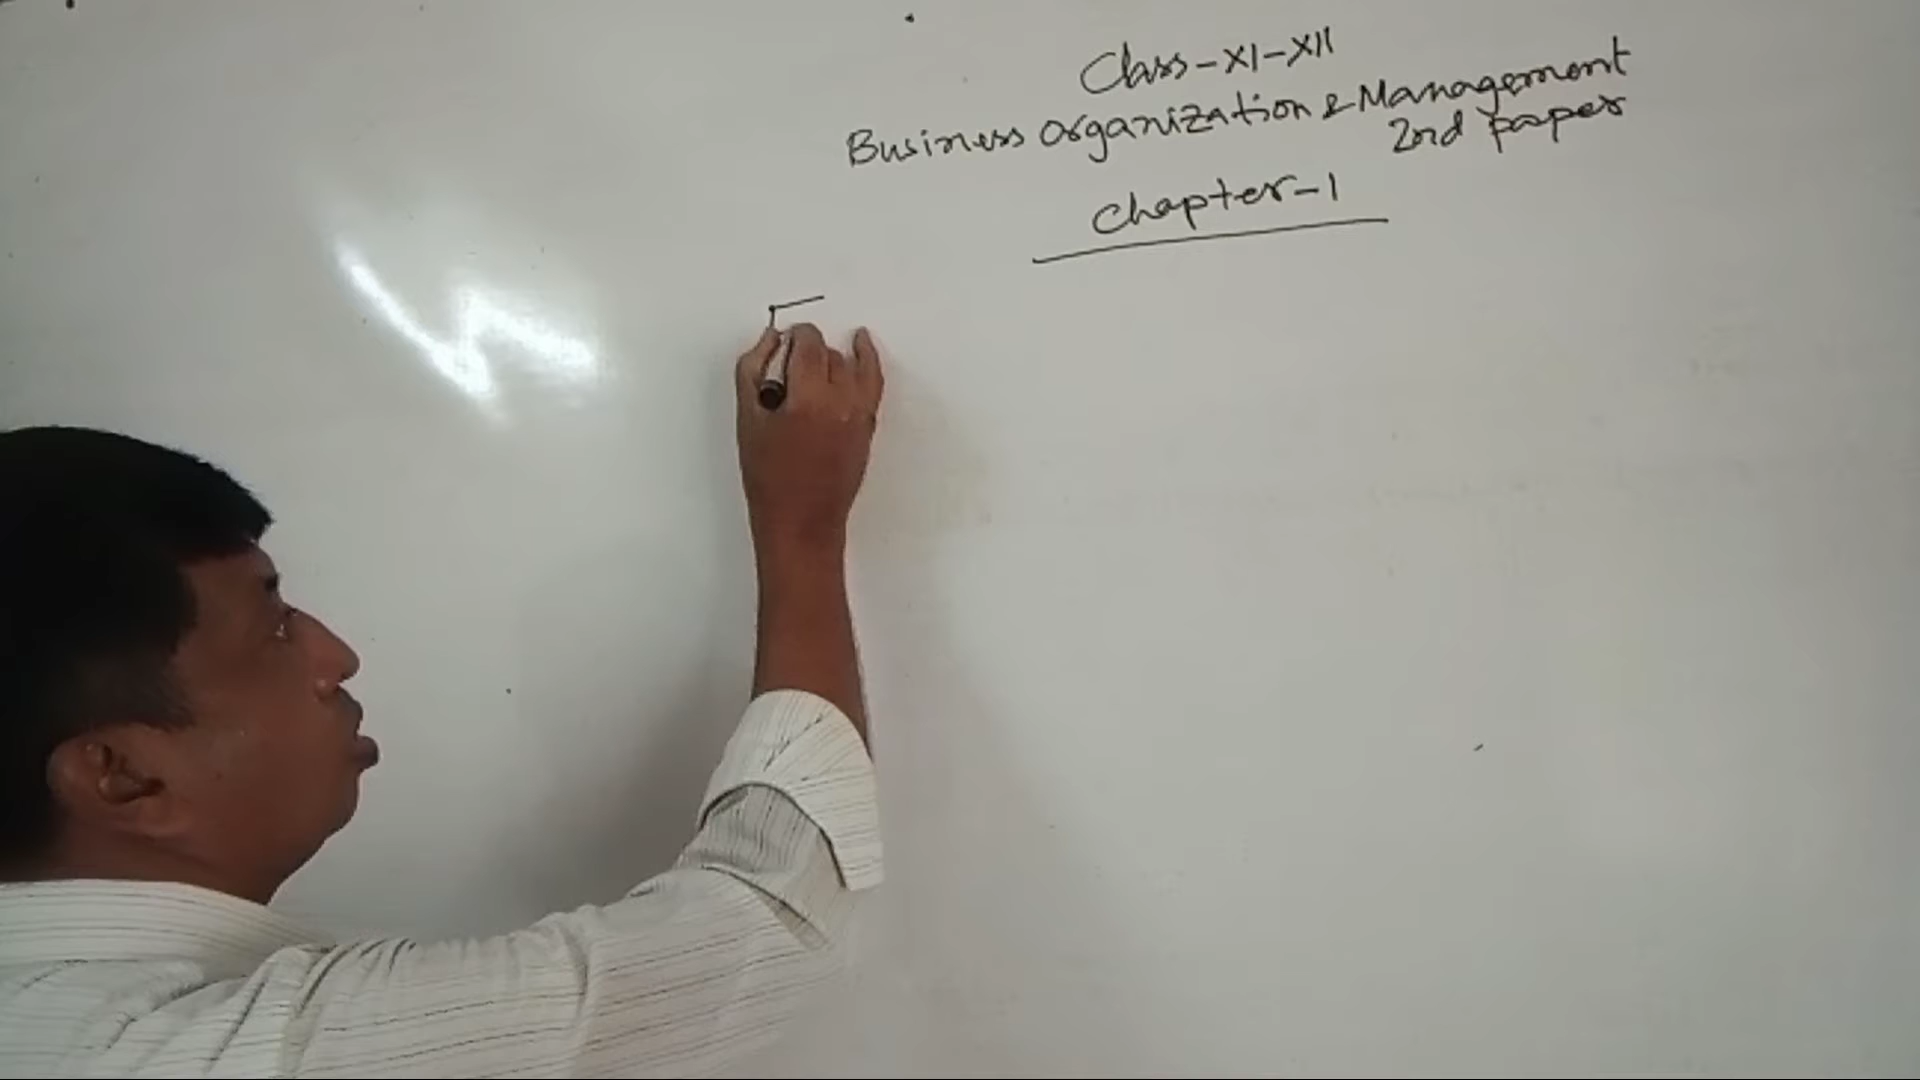 Class-XI-XII
Business Organization & Management
2nd paper
Chapter-1